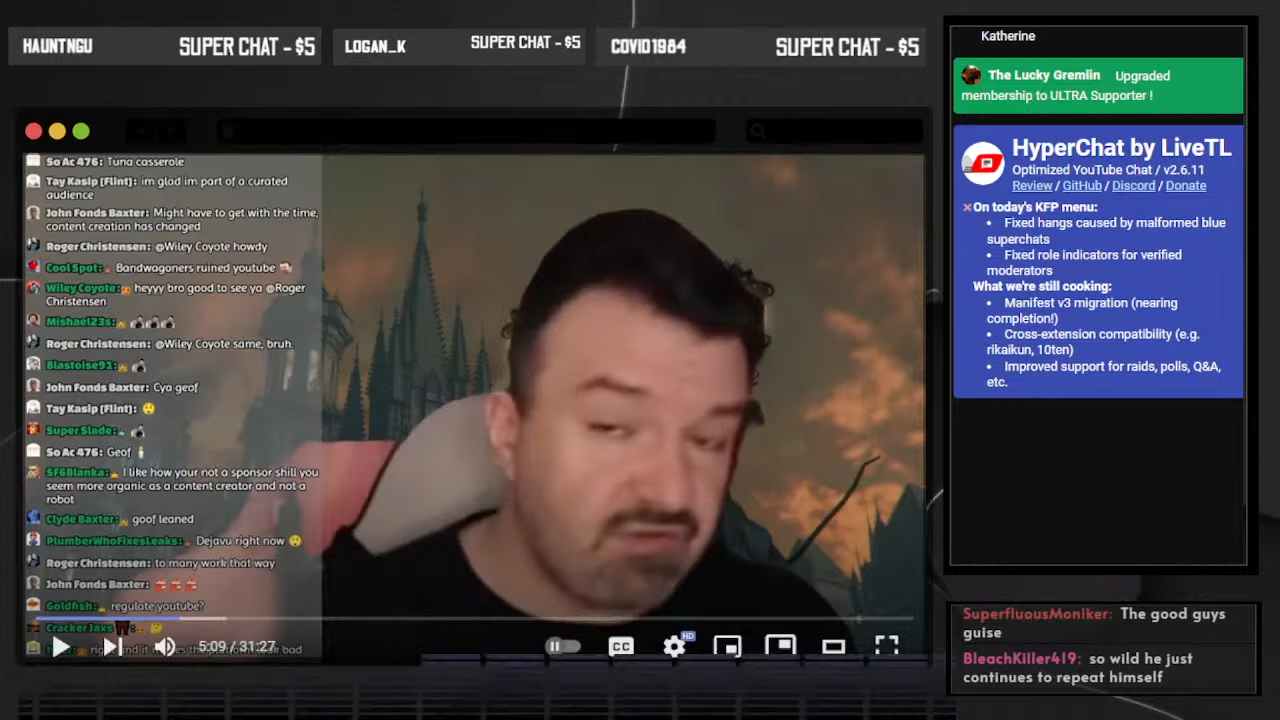 HAUNTNGU
SUPER CHAT - $5
LOGAN_K
SUPER CHAT - $5
COVID1984
SUPER CHAT - $5
So Ac 476: Tuna casserole
Tay Kasip (Flint): im glad im part of a curated
audience
John Fonds Baxter: Might have to get with the time,
content creation has changed
Roger Christensen: @Wiley Coyote howdy
Cool Spot: Bandwagoners ruined youtube
Wiley Coyote: heyyy bro good to see ya @Roger
Christensen
Mishael23s:
Roger Christensen: @Wiley Coyote same, bruh.
Blastoise91:
John Fonds Baxter: Cya geof
Tay Kasip (Flint): 😲
Super Slade:
So Ac 476: Geof
SF6Blanka: I like how your not a sponsor shill you
seem more organic as a content creator and not a
robot
Clyde Baxter: goof leaned
PlumberWhoFixesLeaks: Dejavu right now 😲
Roger Christensen: to many work that way
John Fonds Baxter:
Goldfish: regulate youtube?
CrackerJaxs 🤔
bad
5:09 / 31:27
CC
HD
Katherine
The Lucky Gremlin Upgraded
membership to ULTRA Supporter !
HyperChat by LiveTL
Optimized YouTube Chat / v2.6.11
Review / GitHub / Discord / Donate
❌On today's KFP menu:
• Fixed hangs caused by malformed blue
superchats
• Fixed role indicators for verified
moderators
What we're still cooking:
• Manifest v3 migration (nearing
completion!)
• Cross-extension compatibility (e.g.
rikaikun, 10ten)
• Improved support for raids, polls, Q&A,
etc.
SuperfluousMoniker: The good guys
guise
BleachKiller419: so wild he just
continues to repeat himself